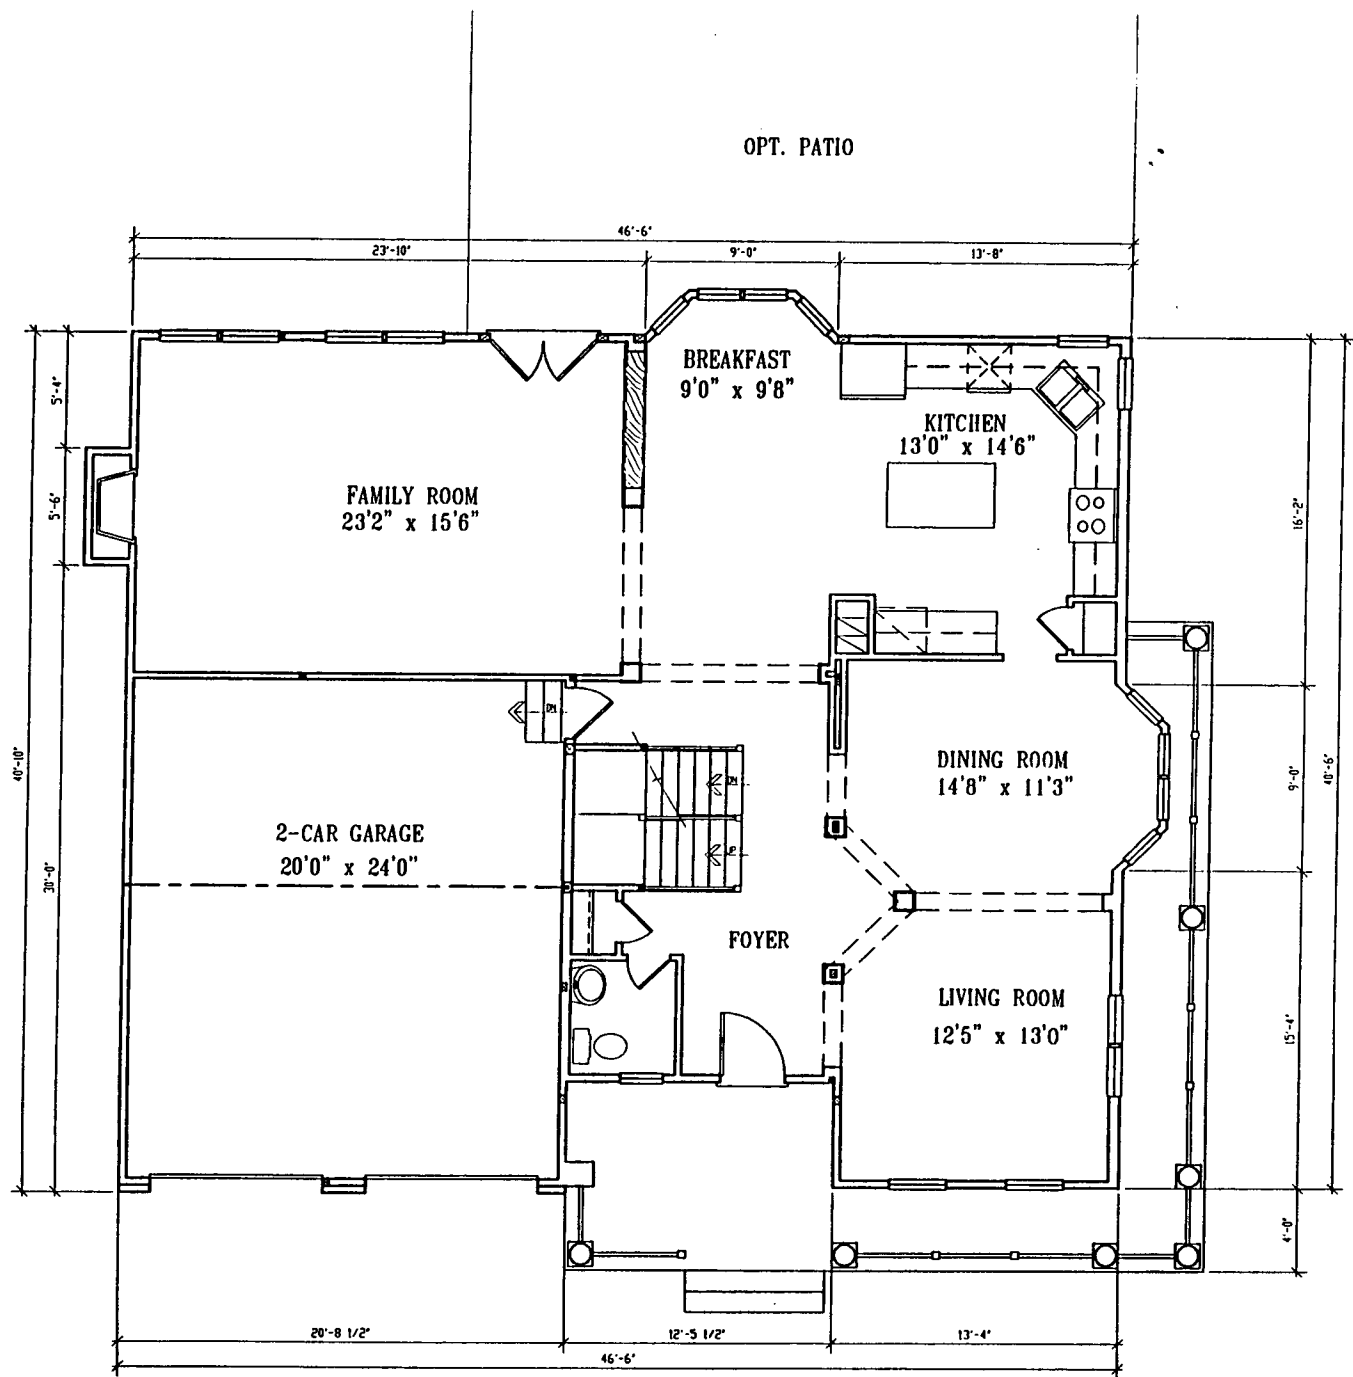 OPT. PATIO
46'-6"
23'-10"
9'-0"
13'-8"
BREAKFAST
9'0" x 9'8"
KITCHEN
13'0" x 14'6"
FAMILY ROOM
23'2" x 15'6"
5'-4"
5'-6"
16'-2"
DN
DINING ROOM
14'8" x 11'3"
40'-10"
9'-0"
40'-6"
DN
2-CAR GARAGE
20'0" x 24'0"
UP
30'-0"
FOYER
LIVING ROOM
12'5" x 13'0"
15'-4"
4'-0"
20'-8 1/2"
12'-5 1/2"
13'-4"
46'-6"